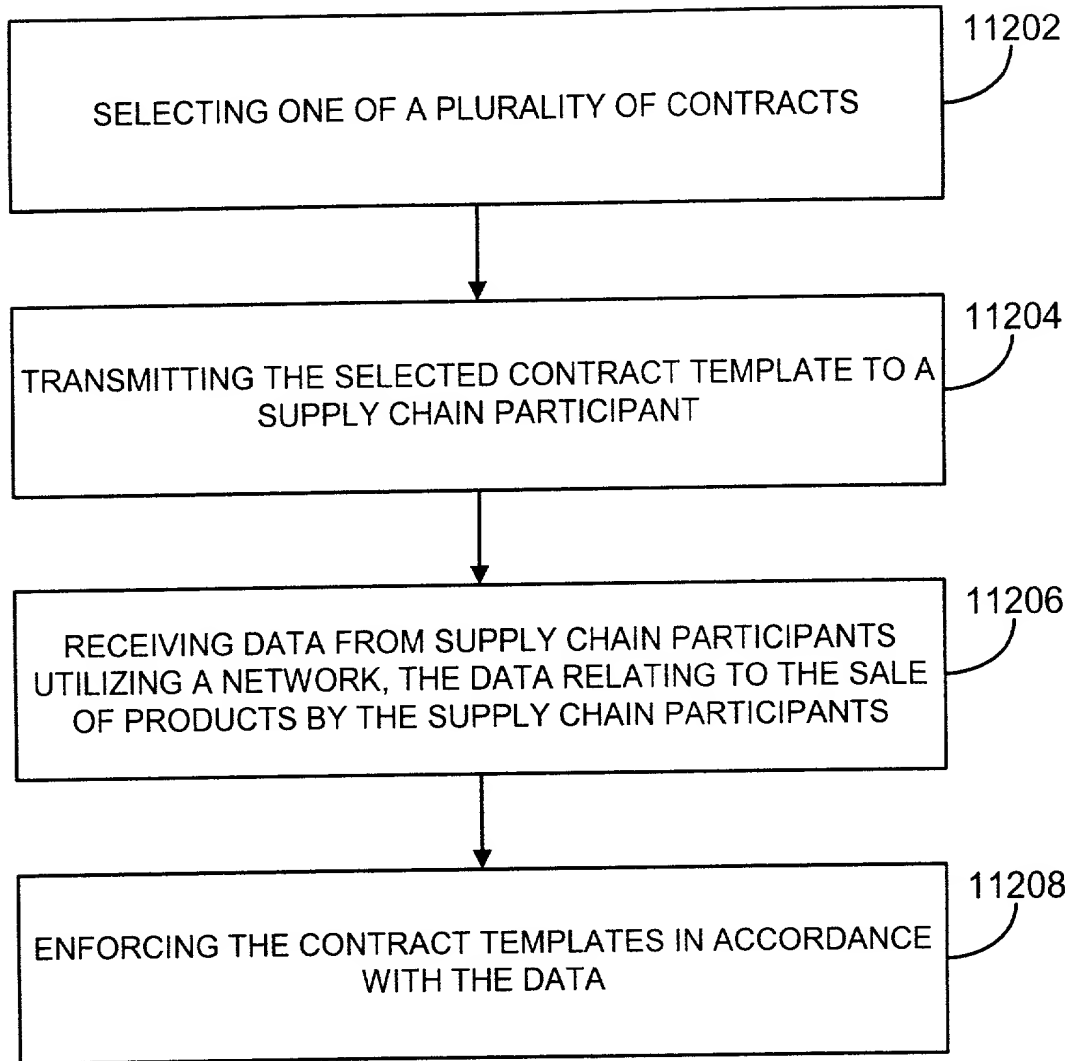 11202
SELECTING ONE OF A PLURALITY OF CONTRACTS
11204
TRANSMITTING THE SELECTED CONTRACT TEMPLATE TO A
SUPPLY CHAIN PARTICIPANT
11206
RECEIVING DATA FROM SUPPLY CHAIN PARTICIPANTS
UTILIZING A NETWORK, THE DATA RELATING TO THE SALE
OF PRODUCTS BY THE SUPPLY CHAIN PARTICIPANTS
11208
ENFORCING THE CONTRACT TEMPLATES IN ACCORDANCE
WITH THE DATA